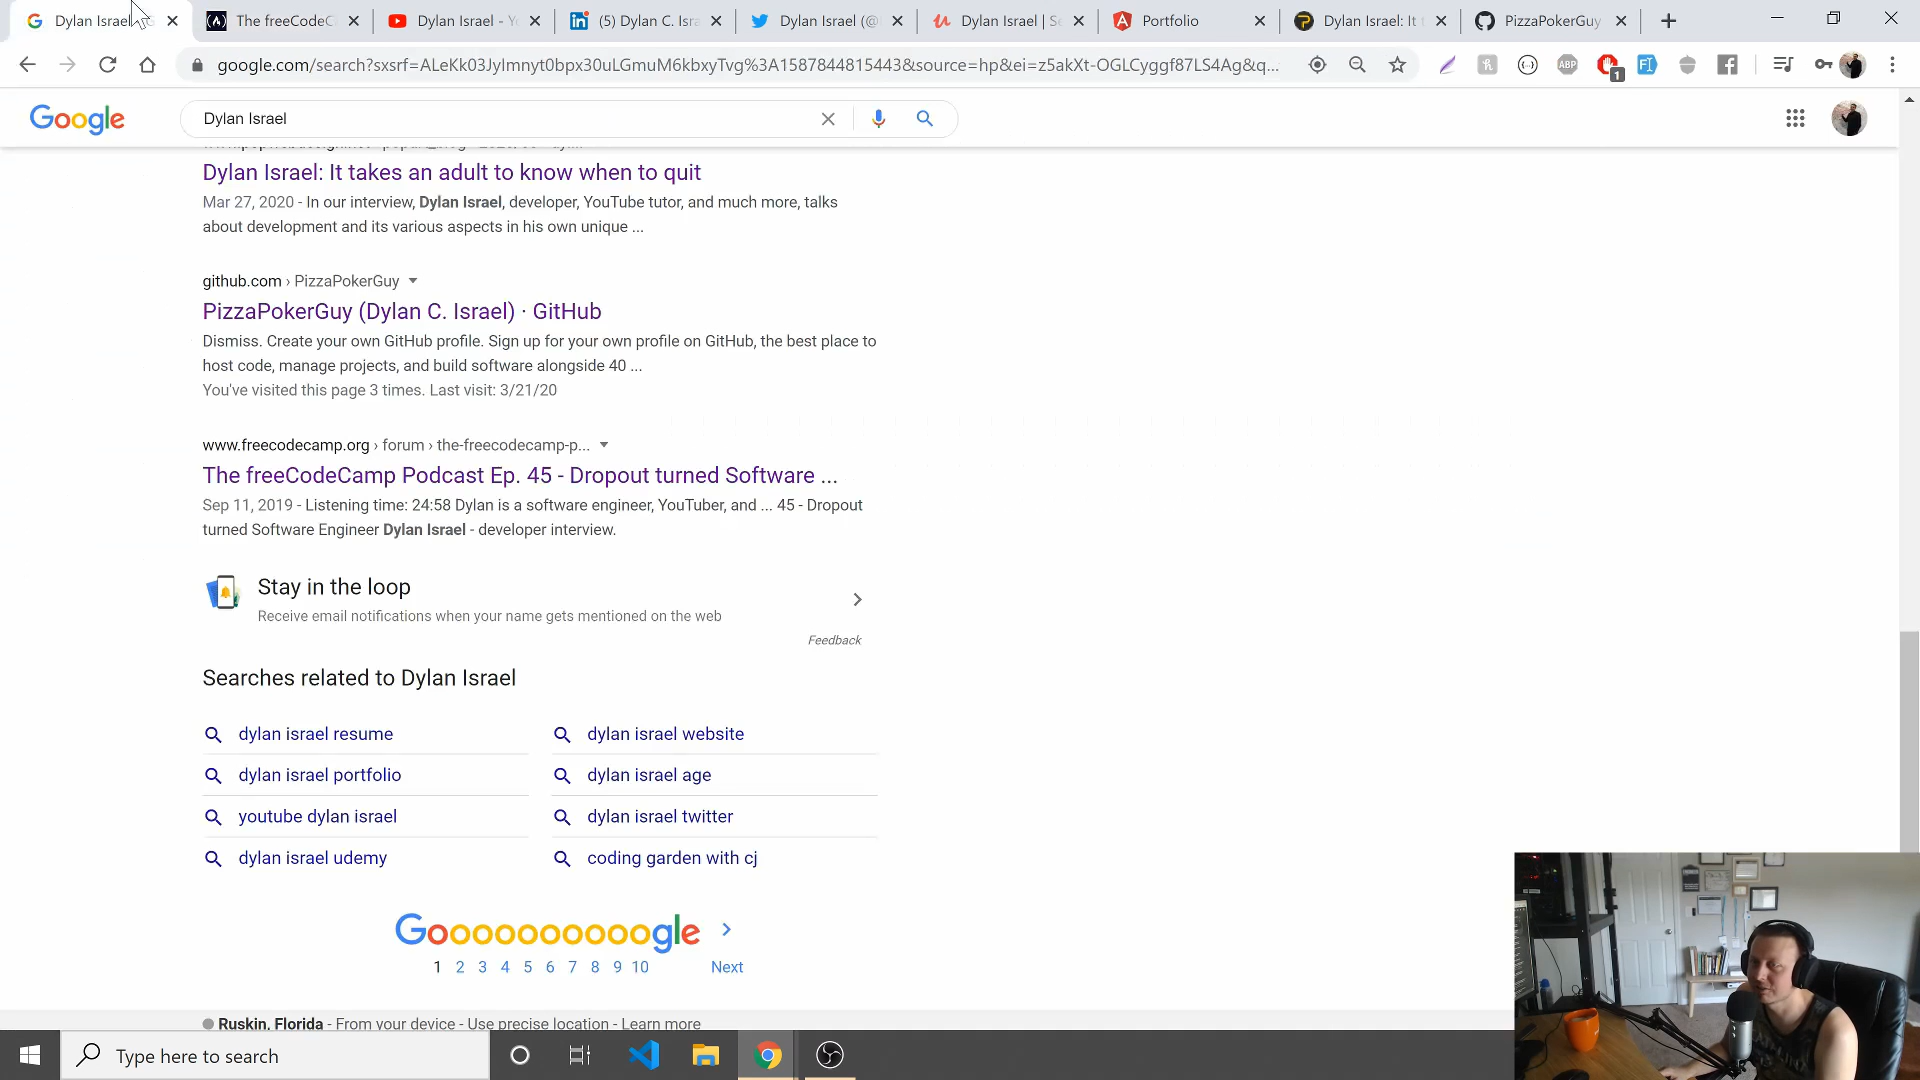 Dylan Israel
The freeCodeC
Dylan Israel - Y
(5) Dylan C. Isra
Dylan Israel (@
Dylan Israel | S
Portfolio
Dylan Israel: It t
PizzaPokerGuy
google.com/search?sxsrf=ALeKk03JyImnyt0bpx30uLGmuM6kbxyTvg%3A1587844815443&source=hp&ei=z5akXt-OGLCyggf87LS4Ag&q...
ABP
1
Google
Dylan Israel
Dylan Israel: It takes an adult to know when to quit
Mar 27, 2020 - In our interview, Dylan Israel, developer, YouTube tutor, and much more, talks
about development and its various aspects in his own unique ...
github.com › PizzaPokerGuy
PizzaPokerGuy (Dylan C. Israel) · GitHub
Dismiss. Create your own GitHub profile. Sign up for your own profile on GitHub, the best place to
host code, manage projects, and build software alongside 40 ...
You've visited this page 3 times. Last visit: 3/21/20
www.freecodecamp.org › forum › the-freecodecamp-p...
The freeCodeCamp Podcast Ep. 45 - Dropout turned Software ...
Sep 11, 2019 - Listening time: 24:58 Dylan is a software engineer, YouTuber, and ... 45 - Dropout
turned Software Engineer Dylan Israel - developer interview.
Stay in the loop
Receive email notifications when your name gets mentioned on the web
Feedback
Searches related to Dylan Israel
dylan israel resume
dylan israel website
dylan israel portfolio
dylan israel age
youtube dylan israel
dylan israel twitter
dylan israel udemy
coding garden with cj
Goooooooooogle
1 2 3 4 5 6 7 8 9 10 Next
Ruskin, Florida - From your device - Use precise location - Learn more
Type here to search